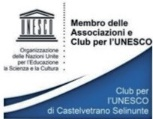 UNESCO
Organizzazione
delle Nazioni Unite
per l'Educazione
la Scienza e la Cultura
Membro delle
Associazioni e
Club per l'UNESCO
Club per
l'UNESCO
di Castelvetrano Selinunte